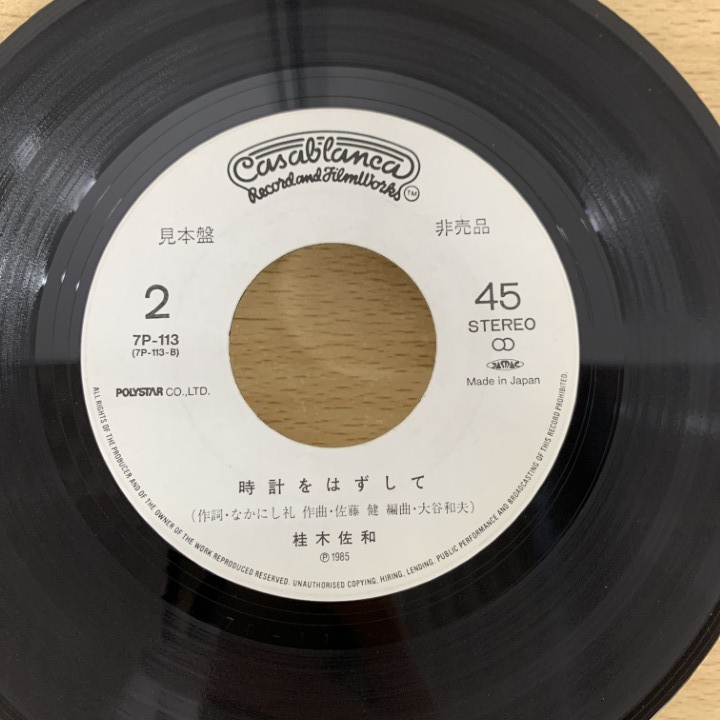 Casablanca
Record and FilmWorks TM
見本盤
非売品
2
7P-113
(7P-113-B)
POLYSTAR CO.,LTD.
45
STEREO
JASRAC
Made in Japan
時計をはずして
(作詞・なかにし礼 作曲・佐藤 健 編曲・大谷和夫)
桂木佐和
Ⓟ1985
ALL RIGHTS OF THE PRODUCER AND OF THE OWNER OF THE WORK REPRODUCED RESERVED. UNAUTHORISED COPYING, HIRING, LENDING, PUBLIC PERFORMANCE AND BROADCASTING OF THIS RECORD PROHIBITED.